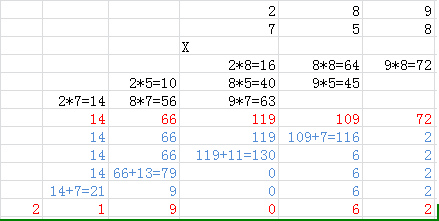 2 8 9
7 5 8
X
2*8=16 8*8=64 9*8=72
2*5=10 8*5=40 9*5=45
2*7=14 8*7=56 9*7=63
14 66 119 109 72
14 66 119 109+7=116 2
14 66 119+11=130 6 2
14 66+13=79 0 6 2
14+7=21 9 0 6 2
2 1 9 0 6 2